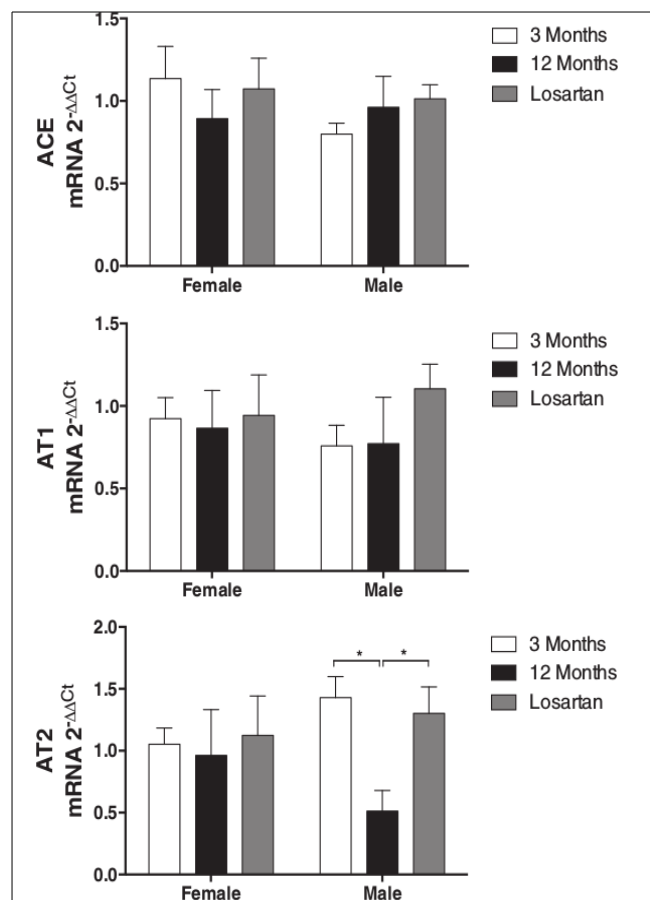 1.5
1.0
0.5
0.0
ACE
mRNA 2-ΔΔCt
Female
Male
3 Months
12 Months
Losartan
1.5
1.0
0.5
0.0
AT1
mRNA 2-ΔΔCt
Female
Male
3 Months
12 Months
Losartan
2.0
1.5
1.0
0.5
0.0
AT2
mRNA 2-ΔΔCt
* *
Female
Male
3 Months
12 Months
Losartan